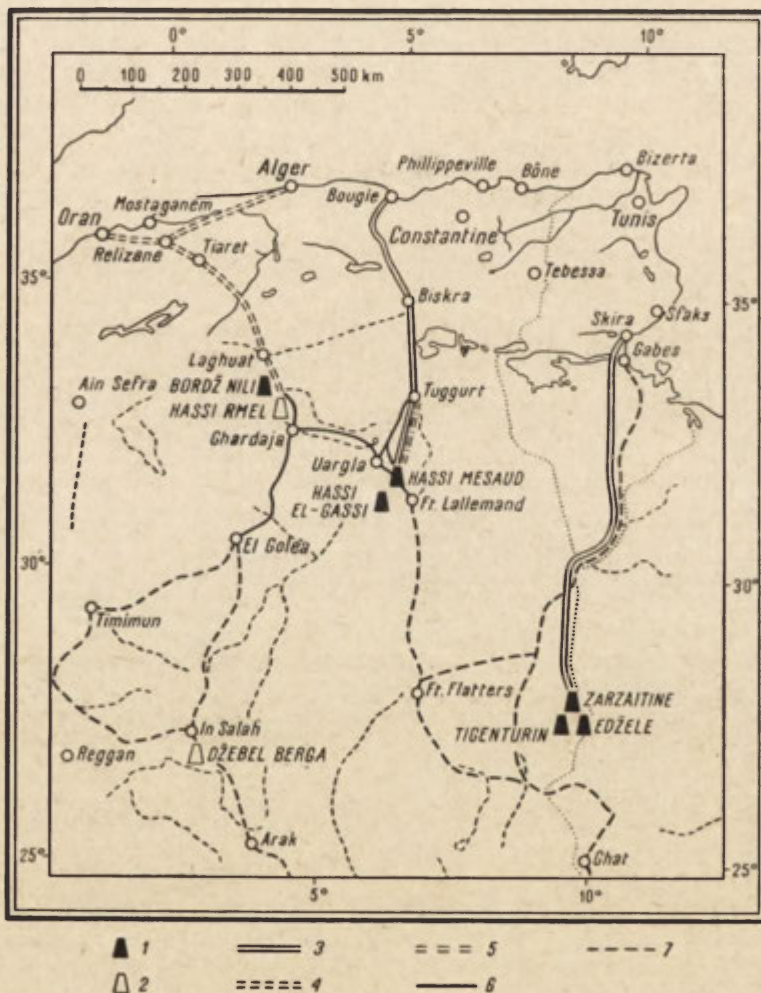 0° 5° 10°
0 100 200 300 400 500 km
Alger
Phillippeville
Bône
Bizerta
Bougie
Mostaganem
Oran
Constantine
Tunis
Relizane
Tiaret
Tebessa
35°
35°
Biskra
Skira
Sfaks
Laghuat
Gabes
Ain Sefra
BORDŽ NILI
HASSI RMEL
Tuggurt
Ghardaja
Uargla
HASSI MESAUD
HASSI
EL-GASSI
Ft. Lallemand
El Golea
30°
30°
Timimun
Ft. Flatters
ZARZAITINE
TIGENTURIN
EDŽELE
In Salah
Reggan
DŽEBEL BERGA
Arak
Ghat
25°
25°
5° 10°
1 3 5 7
2 4 6